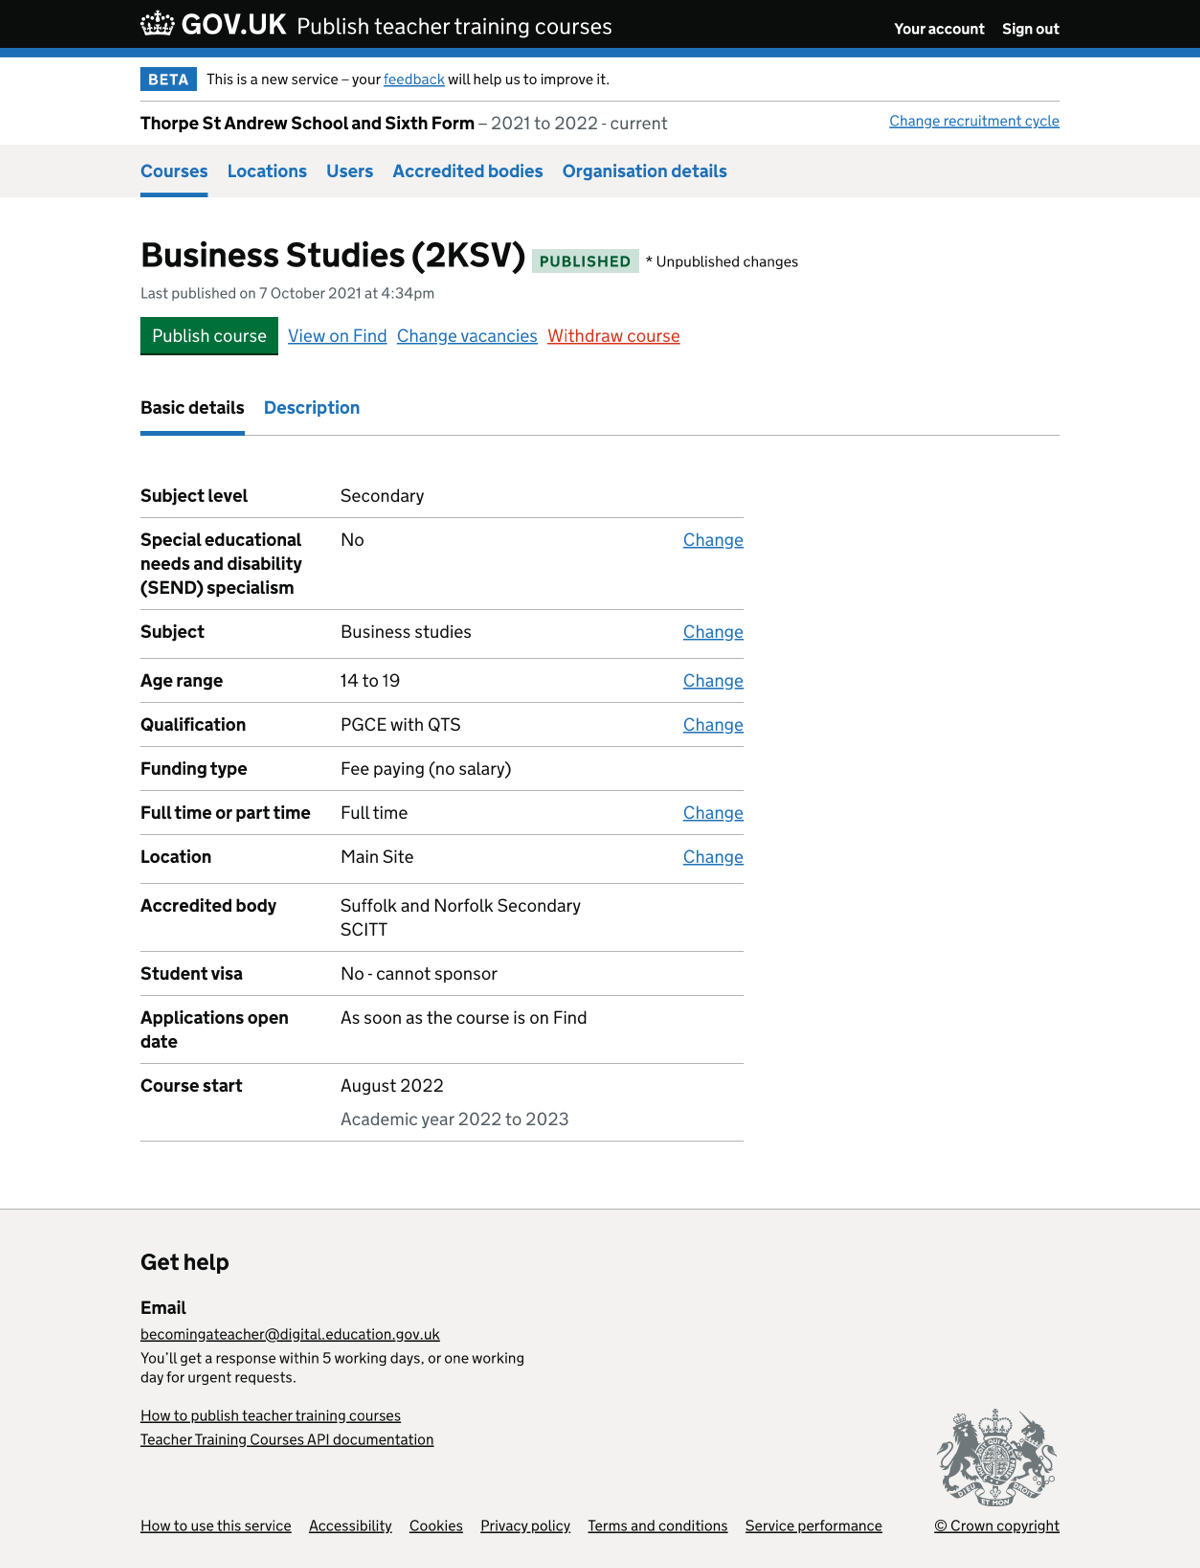 GOV.UK Publish teacher training courses Your account Sign out
BETA This is a new service – your feedback will help us to improve it.
Thorpe St Andrew School and Sixth Form – 2021 to 2022 - current Change recruitment cycle
Courses Locations Users Accredited bodies Organisation details
Business Studies (2KSV) PUBLISHED * Unpublished changes
Last published on 7 October 2021 at 4:34pm
Publish course View on Find Change vacancies Withdraw course
Basic details Description
Subject level Secondary
Special educational No Change
needs and disability
(SEND) specialism
Subject Business studies Change
Age range 14 to 19 Change
Qualification PGCE with QTS Change
Funding type Fee paying (no salary)
Full time or part time Full time Change
Location Main Site Change
Accredited body Suffolk and Norfolk Secondary
SCITT
Student visa No - cannot sponsor
Applications open As soon as the course is on Find
date
Course start August 2022
Academic year 2022 to 2023
Get help
Email
becomingateacher@digital.education.gov.uk
You’ll get a response within 5 working days, or one working
day for urgent requests.
How to publish teacher training courses
Teacher Training Courses API documentation
DIEU ET MON DROIT
How to use this service Accessibility Cookies Privacy policy Terms and conditions Service performance © Crown copyright